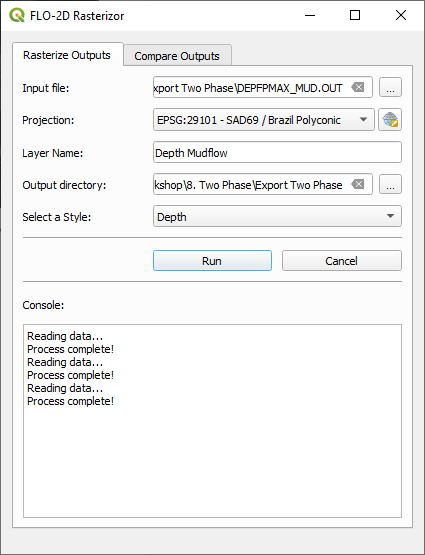 FLO-2D Rasterizor
Rasterize Outputs
Compare Outputs
Input file:
xport Two Phase\DEPFPMAX_MUD.OUT
...
Projection:
EPSG:29101 - SAD69 / Brazil Polyconic
Layer Name:
Depth Mudflow
Output directory:
kshop\8. Two Phase\Export Two Phase
...
Select a Style:
Depth
Run
Cancel
Console:
Reading data...
Process complete!
Reading data...
Process complete!
Reading data...
Process complete!